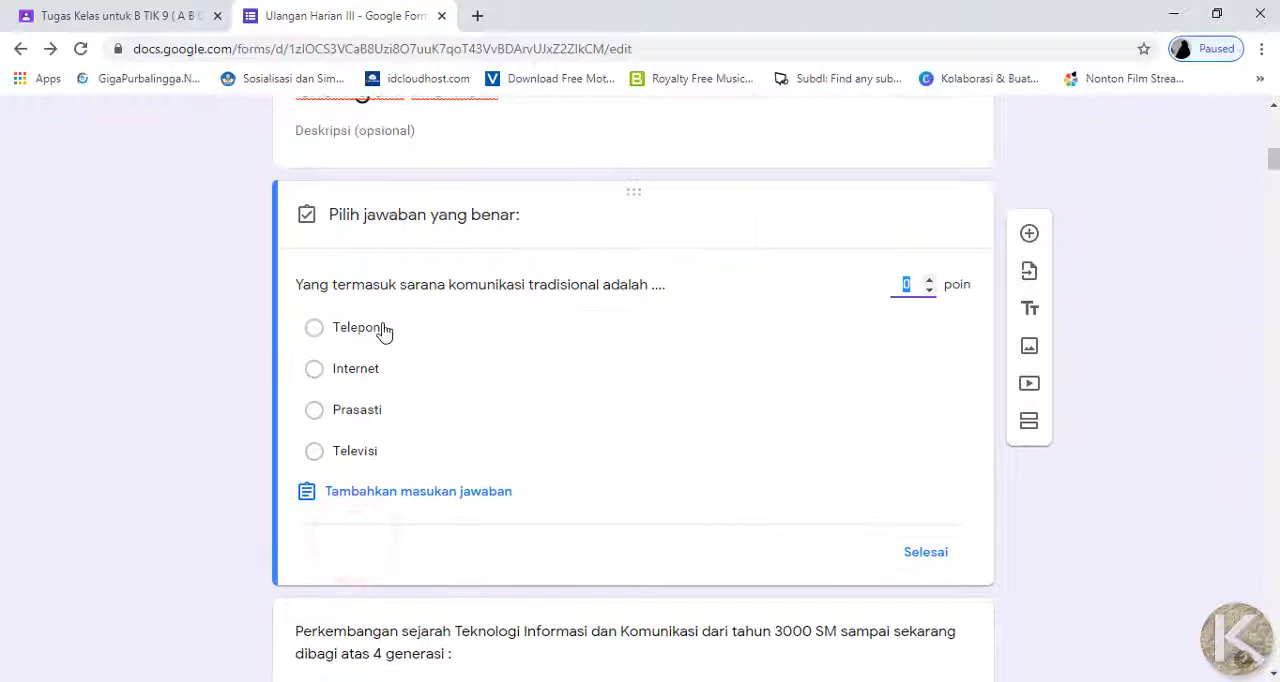 Tugas Kelas untuk B TIK 9 ( A B C
Ulangan Harian III - Google Form
docs.google.com/forms/d/1zIOCS3VCaB8Uzi8O7uuK7qoT43VvBDArvUJxZ2ZIkCM/edit
Paused
Apps
GigaPurbalingga.N...
Sosialisasi dan Sim...
idcloudhost.com
Download Free Mot...
Royalty Free Music...
Subdl: Find any sub...
Kolaborasi & Buat...
Nonton Film Strea...
»
Deskripsi (opsional)
Pilih jawaban yang benar:
Yang termasuk sarana komunikasi tradisional adalah ....
0 poin
Telepon
Internet
Prasasti
Televisi
Tambahkan masukan jawaban
Selesai
Perkembangan sejarah Teknologi Informasi dan Komunikasi dari tahun 3000 SM sampai sekarang
dibagi atas 4 generasi :
Tт
K